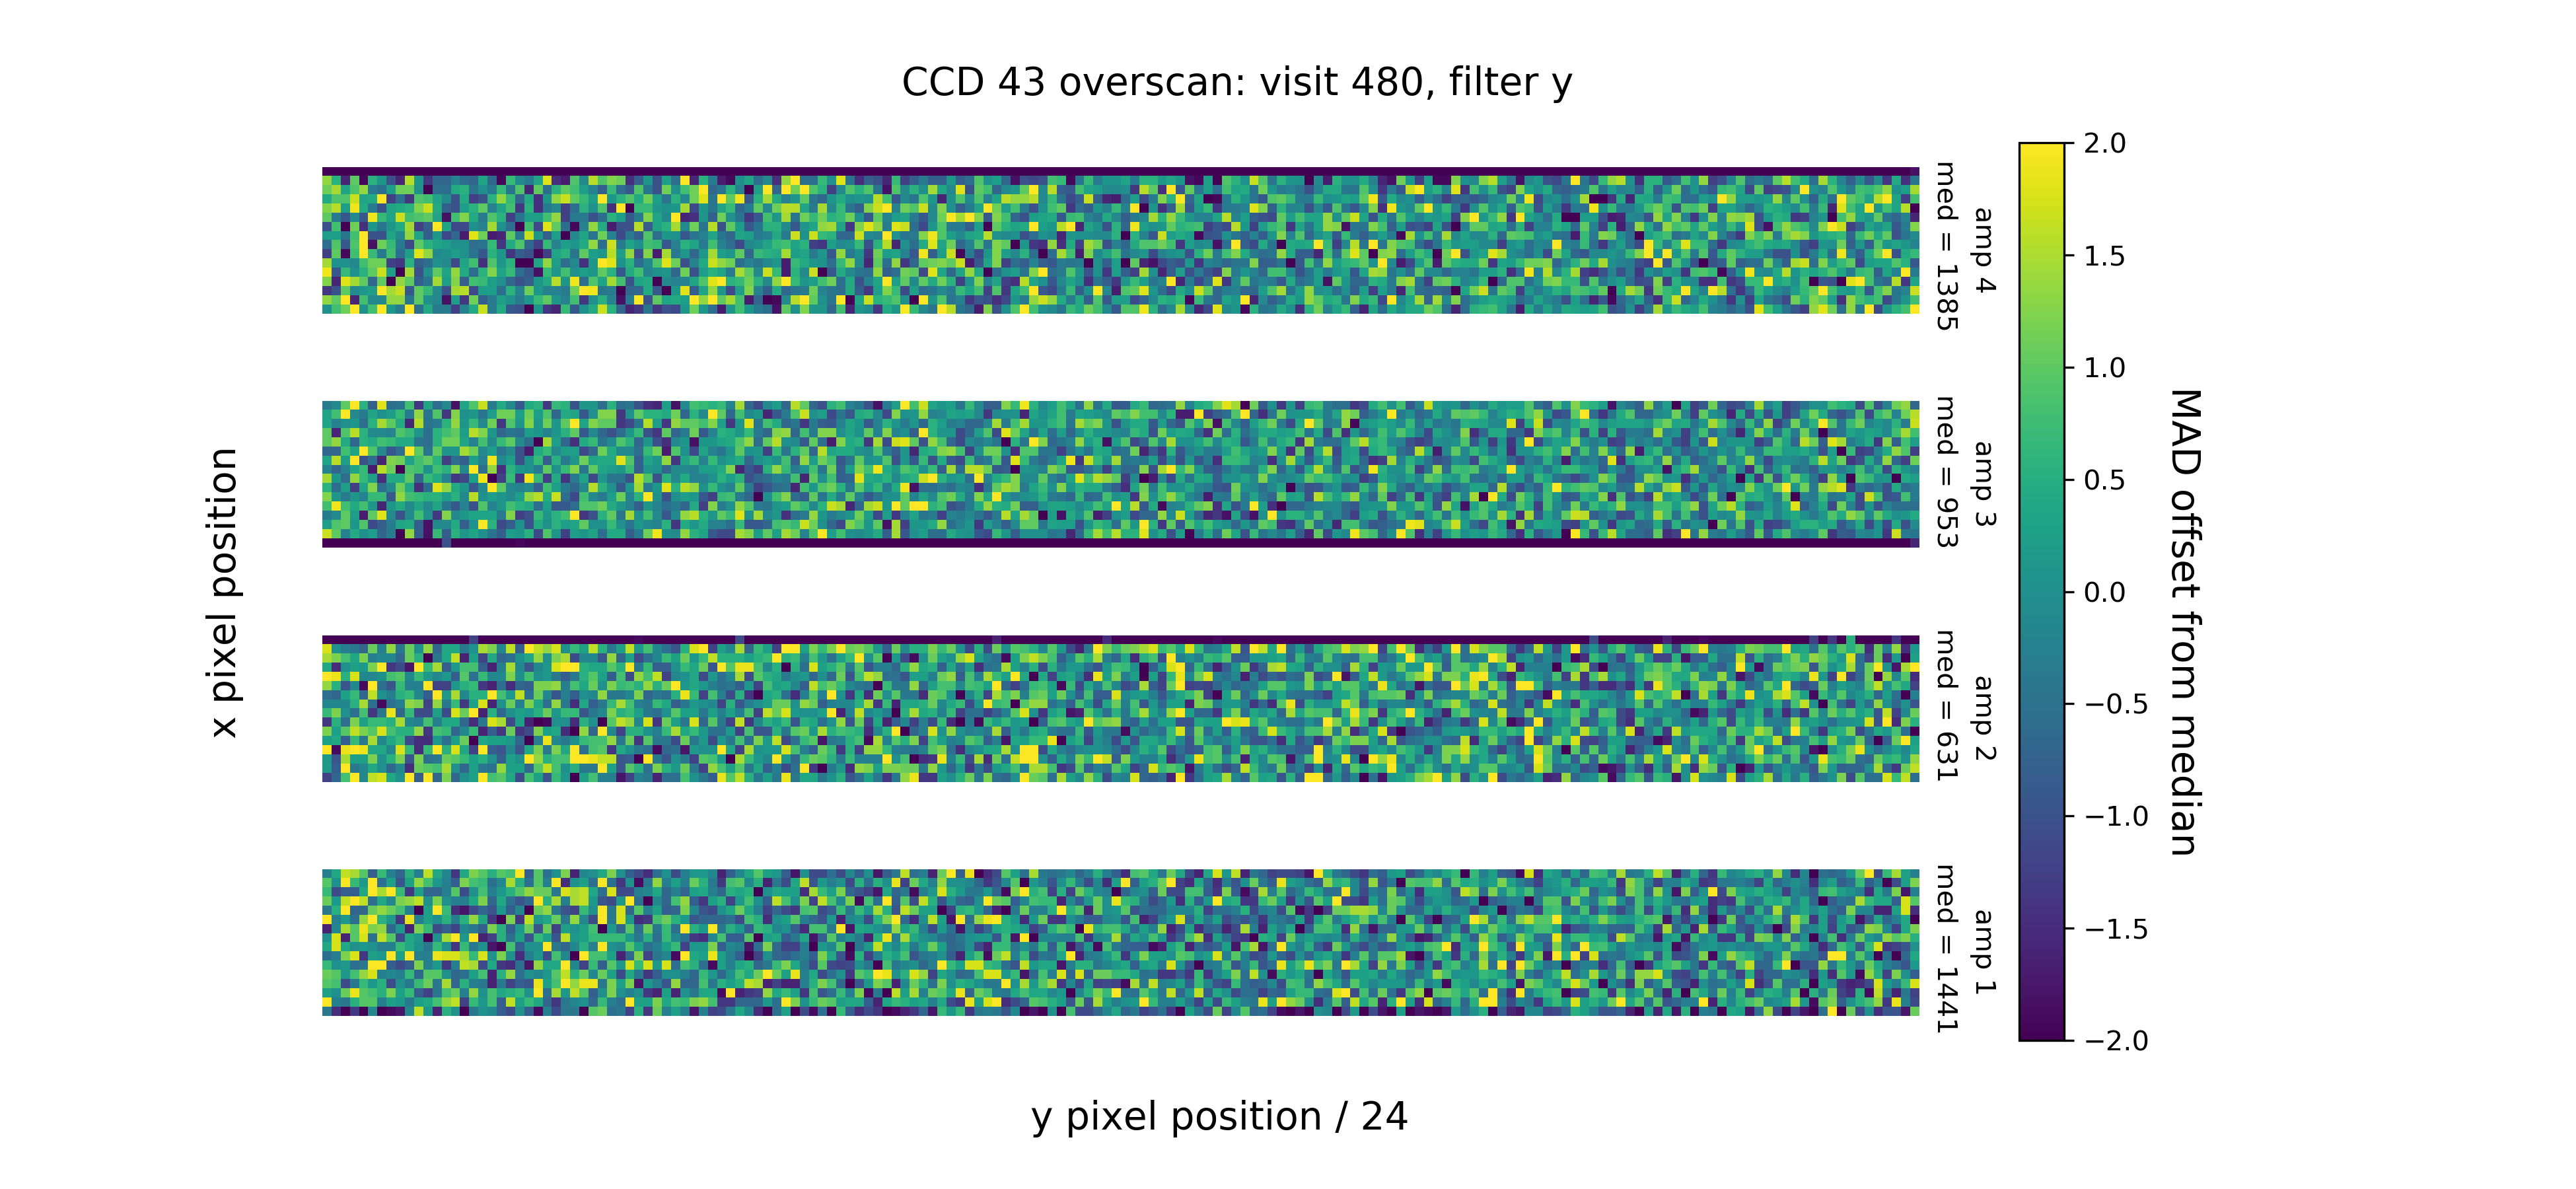 CCD 43 overscan: visit 480, filter y
x pixel position
amp 4
med = 1385
amp 3
med = 953
amp 2
med = 631
amp 1
med = 1441
2.0
1.5
1.0
0.5
0.0
−0.5
−1.0
−1.5
−2.0
MAD offset from median
y pixel position / 24